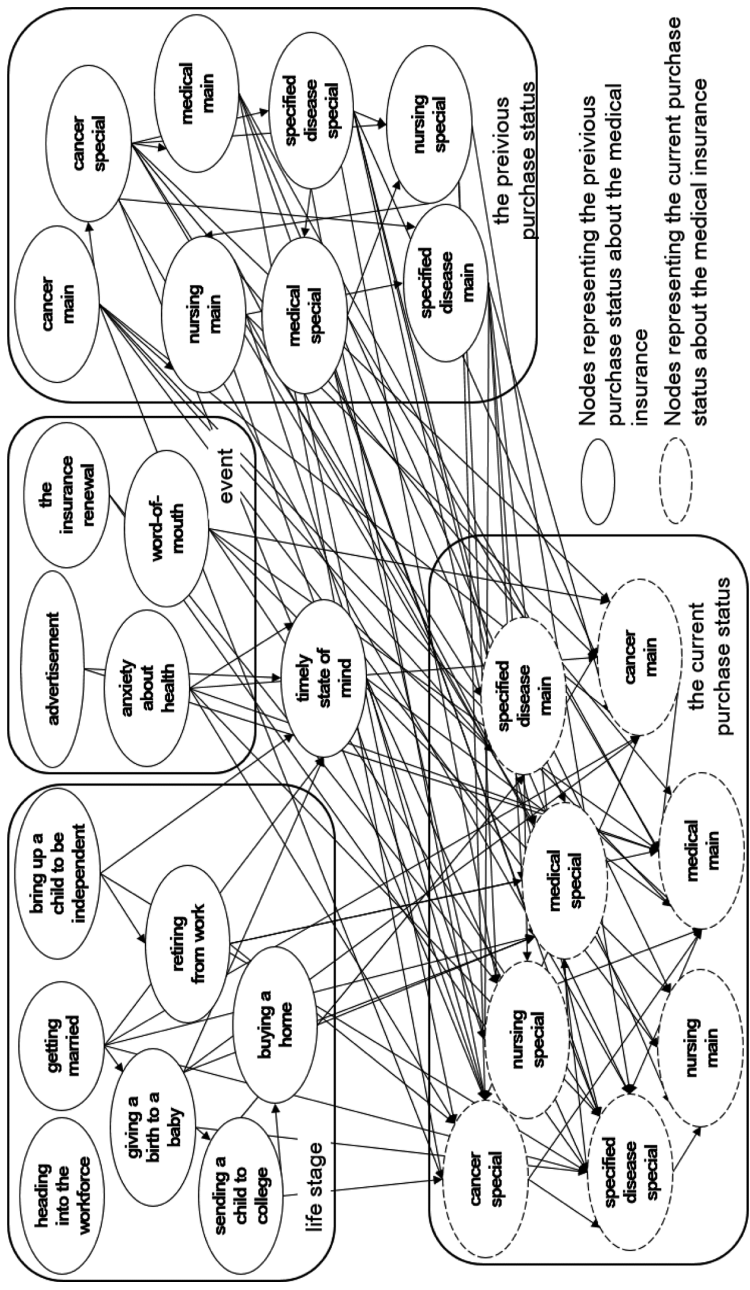 heading
into the
workforce
getting
married
bring up a
child to be
independent
giving a
birth to a
baby
retiring
from work
sending a
child to
college
buying a
home
life stage
advertisement
the
insurance
renewal
anxiety
about
health
word-of-
mouth
event
timely
state of
mind
cancer
main
cancer
special
nursing
main
medical
main
medical
special
specified
disease
special
specified
disease
main
nursing
special
the preivious
purchase status
cancer
special
nursing
special
medical
special
specified
disease
main
specified
disease
special
nursing
main
medical
main
cancer
main
the current
purchase status
Nodes representing the preivious
purchase status about the medical
insurance
Nodes representing the current purchase
status about the medical insurance